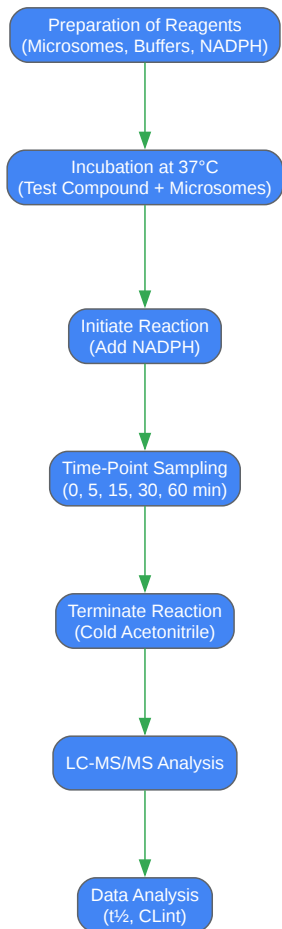 Preparation of Reagents
(Microsomes, Buffers, NADPH)
Incubation at 37°C
(Test Compound + Microsomes)
Initiate Reaction
(Add NADPH)
Time-Point Sampling
(0, 5, 15, 30, 60 min)
Terminate Reaction
(Cold Acetonitrile)
LC-MS/MS Analysis
Data Analysis
(t½, CLint)